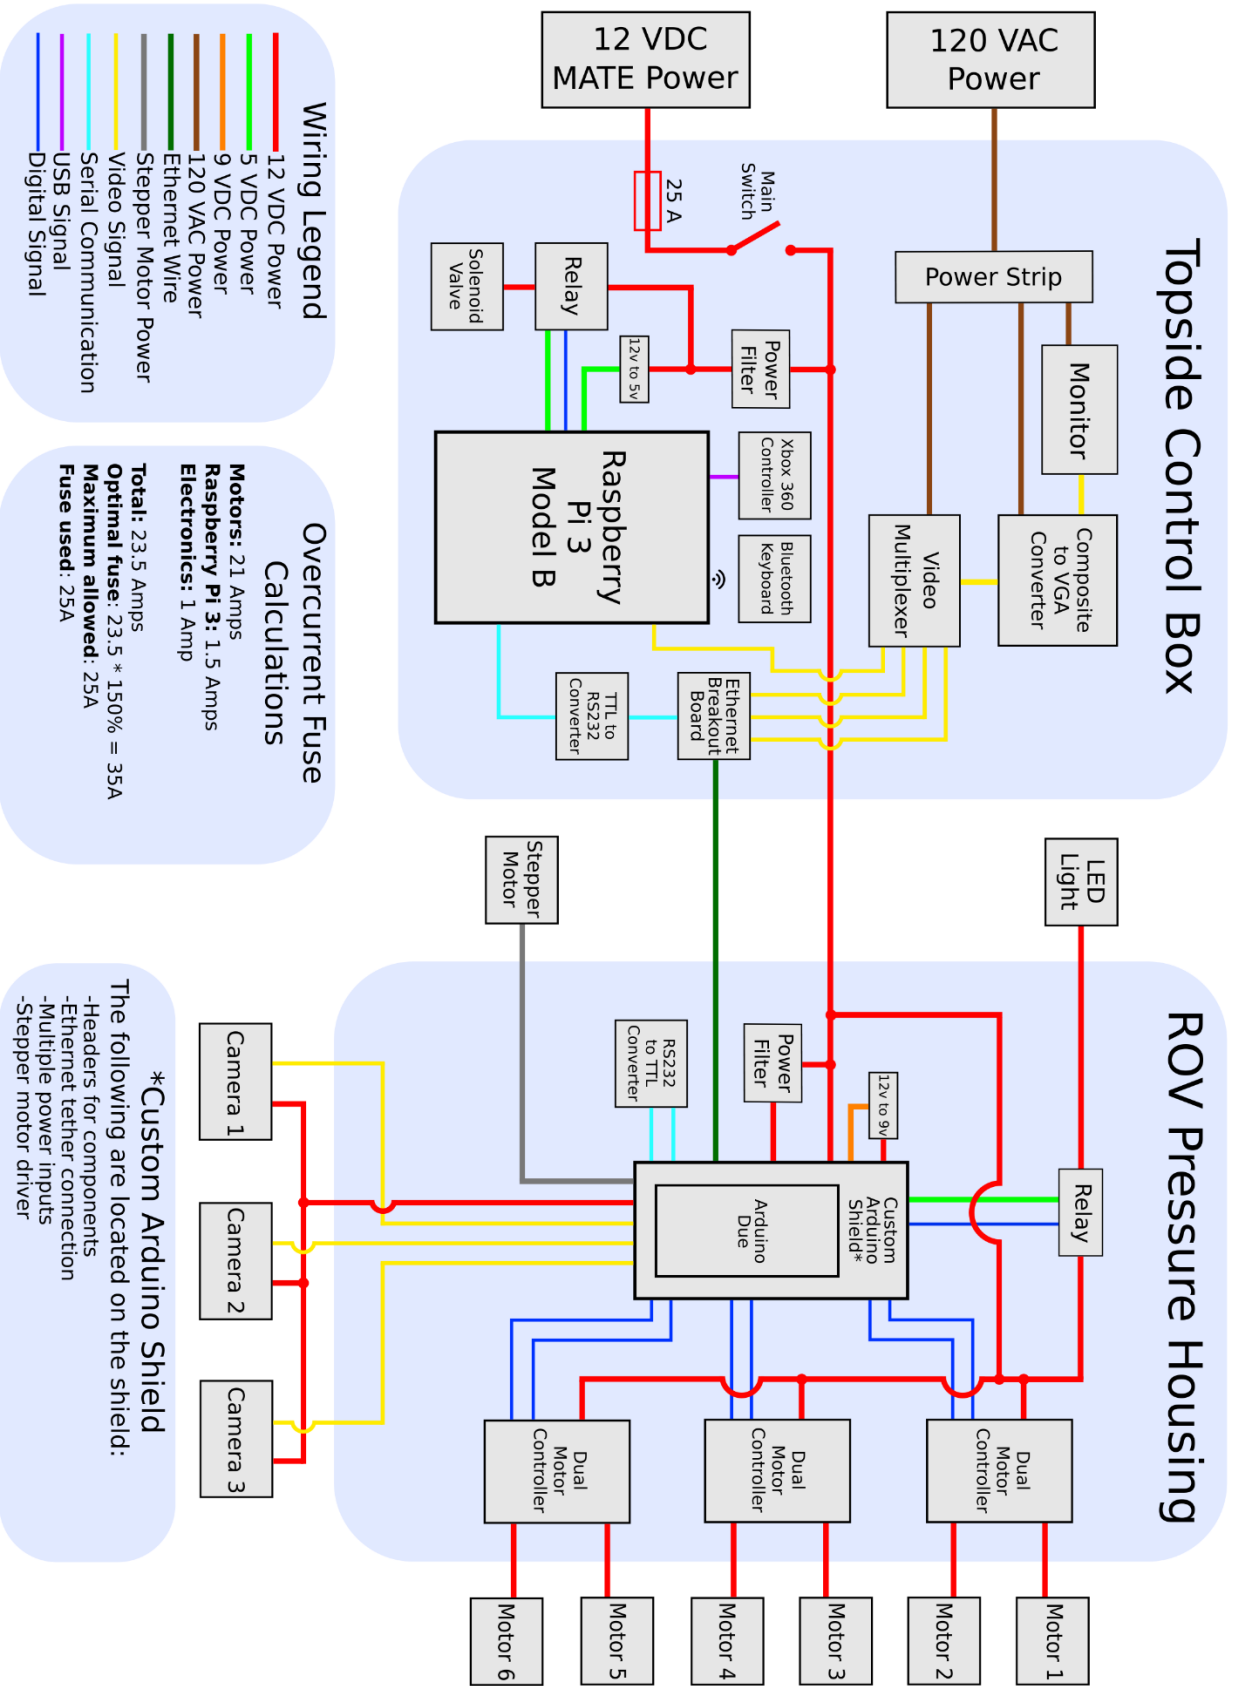 12 VDC
MATE Power
120 VAC
Power
Topside Control Box
25 A
Main
Switch
Power Strip
Solenoid
Valve
Relay
12v to 5v
Power
Filter
Monitor
Raspberry
Pi 3
Model B
Xbox 360
Controller
Bluetooth
Keyboard
Video
Multiplexer
Composite
to VGA
Converter
TTL to
RS232
Converter
Ethernet
Breakout
Board
ROV Pressure Housing
LED
Light
Stepper
Motor
RS232
to TTL
Converter
Power
Filter
12v to 9v
Relay
Custom
Arduino
Shield*
Arduino
Due
Camera 1
Camera 2
Camera 3
Dual
Motor
Controller
Dual
Motor
Controller
Dual
Motor
Controller
Motor 1
Motor 2
Motor 3
Motor 4
Motor 5
Motor 6
Wiring Legend
12 VDC Power
5 VDC Power
9 VDC Power
120 VAC Power
Ethernet Wire
Stepper Motor Power
Video Signal
Serial Communication
USB Signal
Digital Signal
Overcurrent Fuse
Calculations
Motors: 21 Amps
Raspberry Pi 3: 1.5 Amps
Electronics: 1 Amp
Total: 23.5 Amps
Optimal fuse: 23.5 * 150% = 35A
Maximum allowed: 25A
Fuse used: 25A
*Custom Arduino Shield
The following are located on the shield:
-Headers for components
-Ethernet tether connection
-Multiple power inputs
-Stepper motor driver